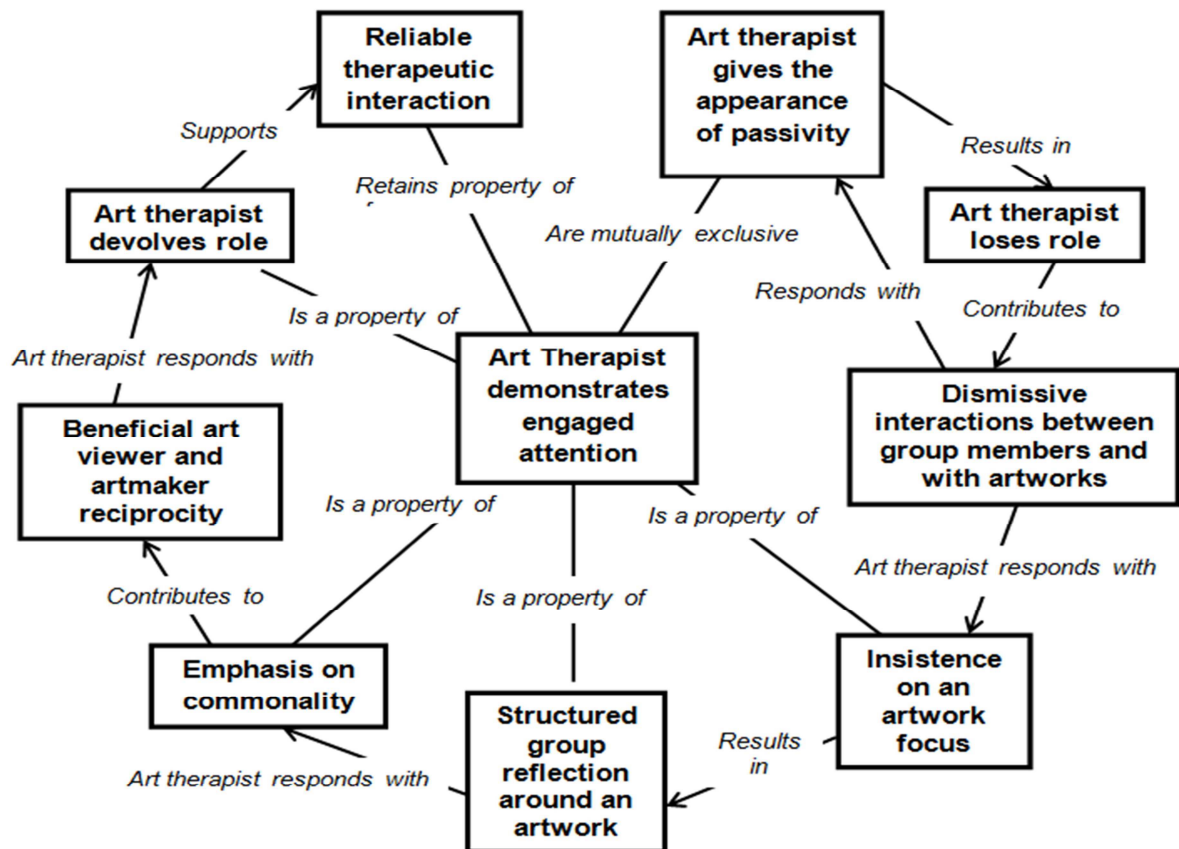 Reliable
therapeutic
interaction
Art therapist
gives the
appearance
of passivity
Supports
Results in
Retains property of
Art therapist
devolves role
Art therapist
loses role
Are mutually exclusive
Responds with
Contributes to
Is a property of
Art therapist responds with
Art Therapist
demonstrates
engaged
attention
Dismissive
interactions between
group members and
with artworks
Beneficial art
viewer and
artmaker
reciprocity
Is a property of
Is a property of
Art therapist responds with
Contributes to
Is a property of
Emphasis on
commonality
Insistence
on an
artwork
focus
Structured
group
reflection
around an
artwork
Results
in
Art therapist responds with